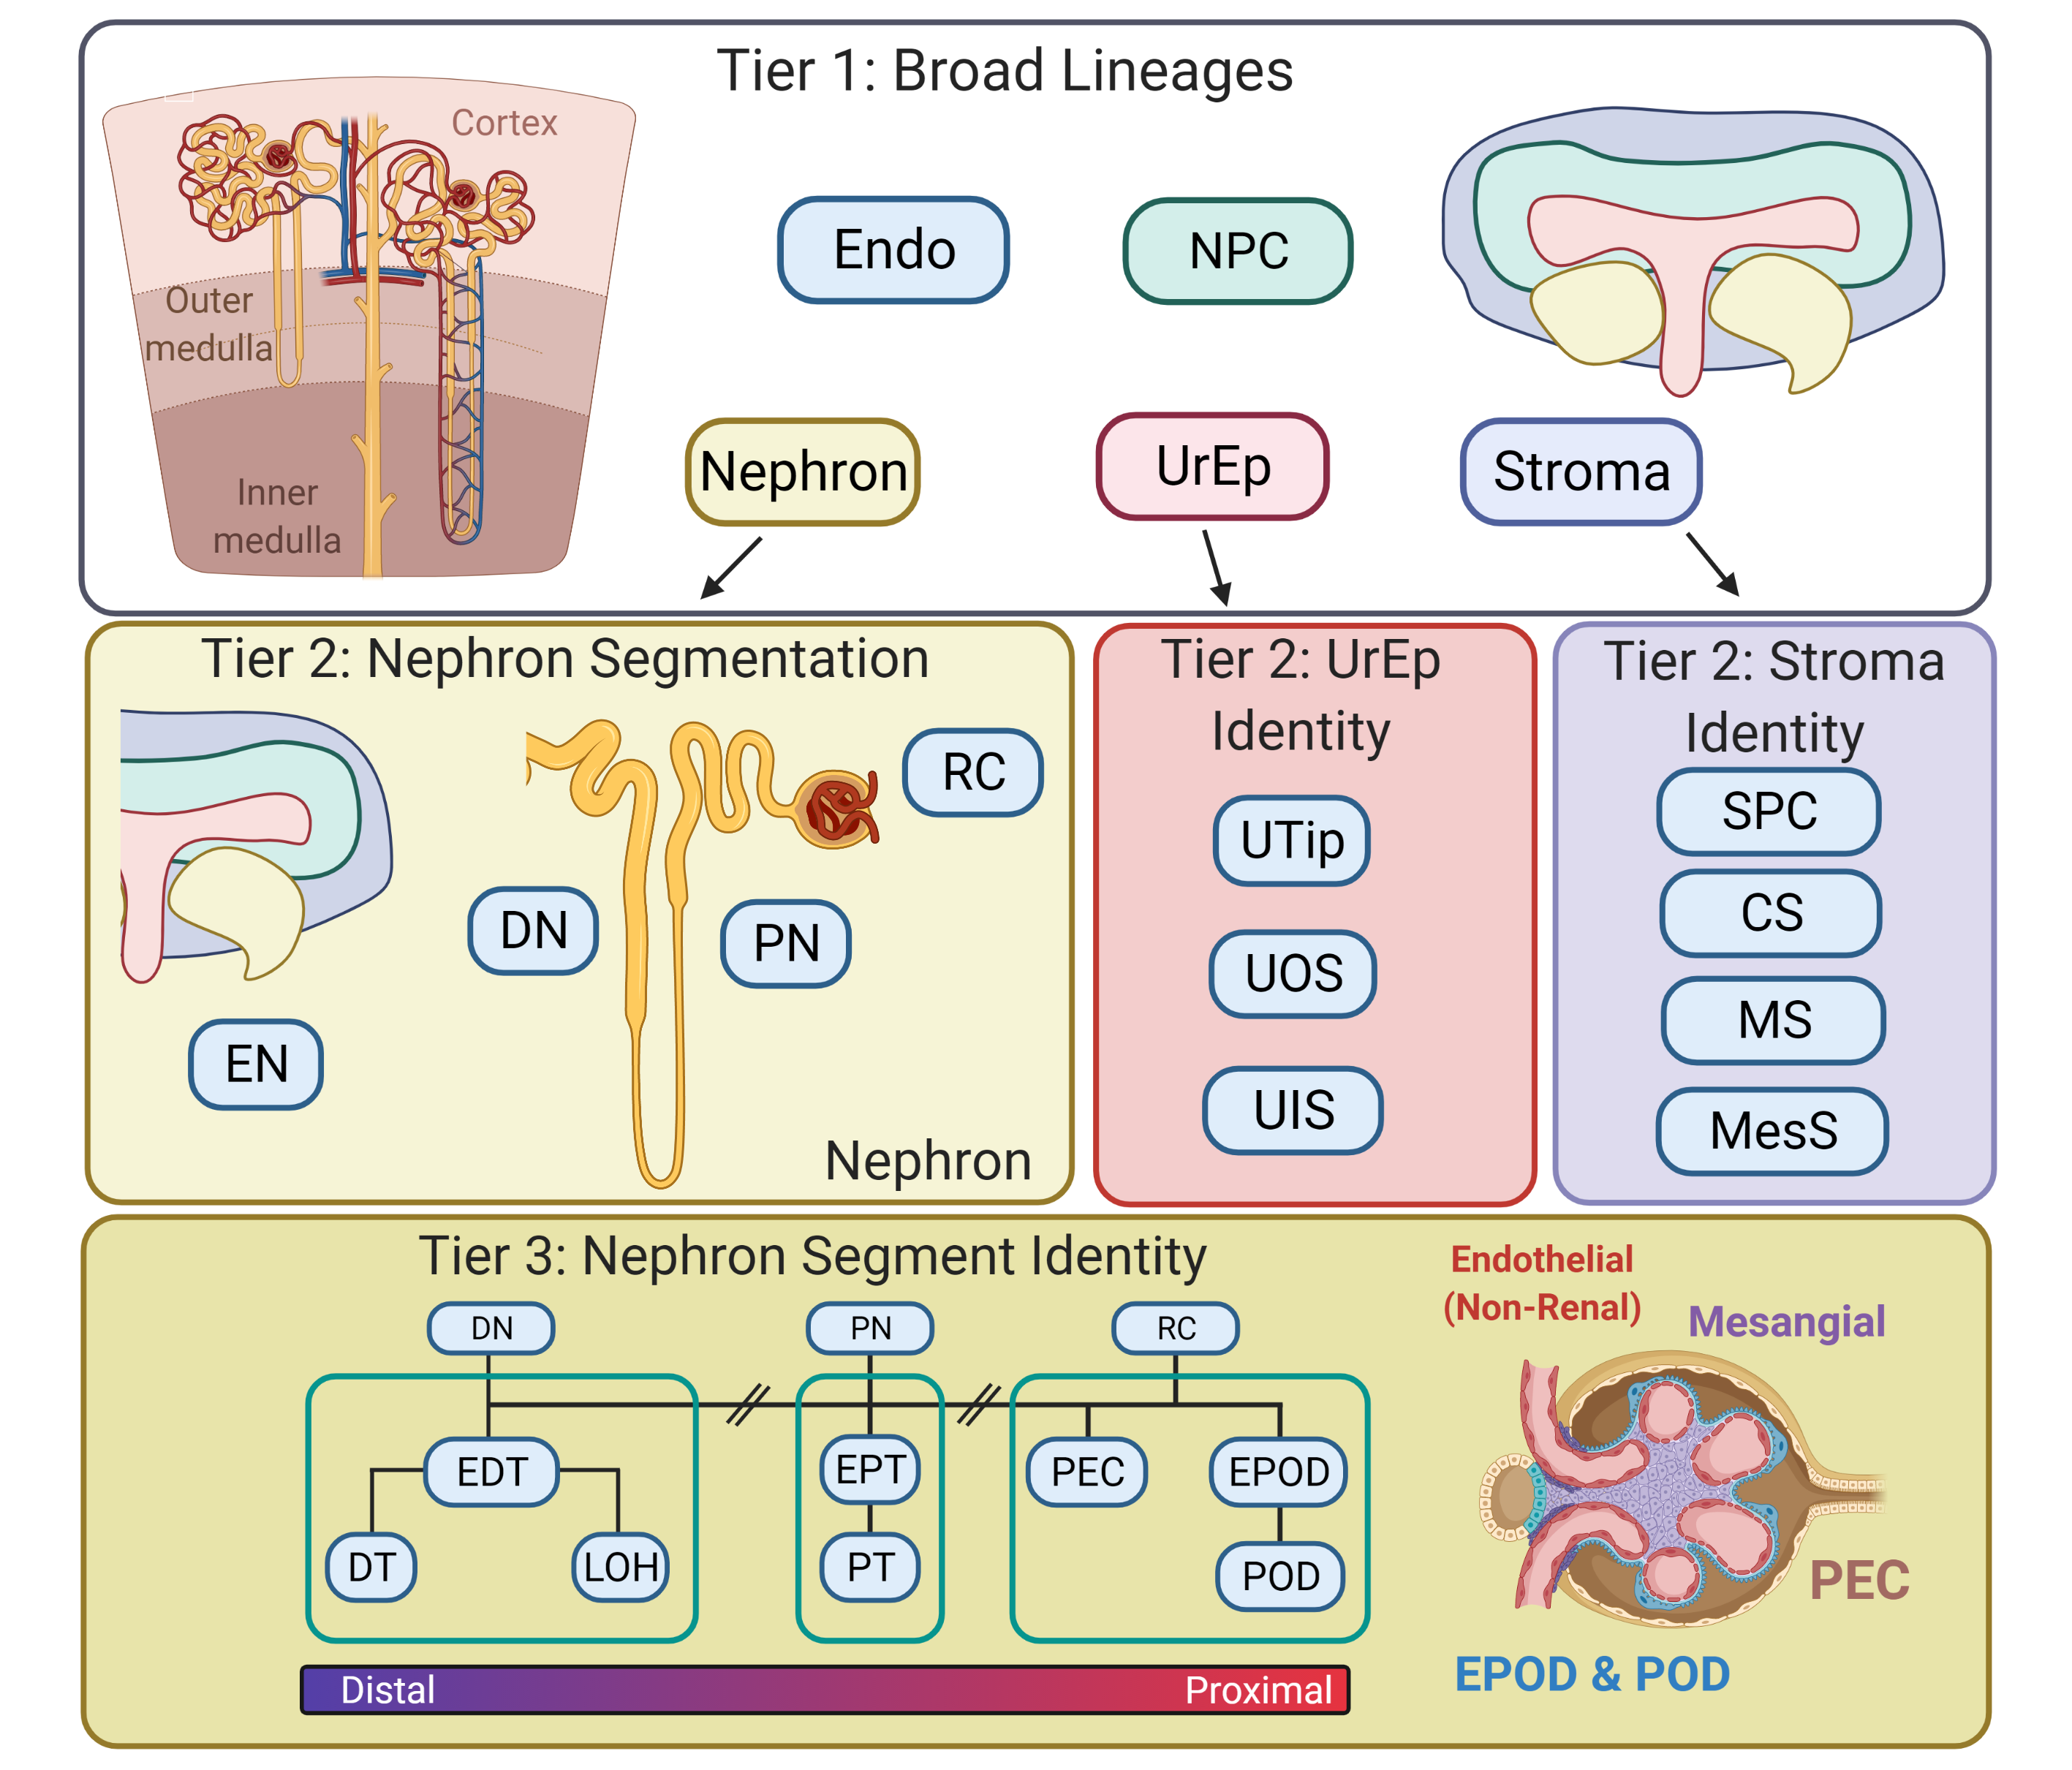 Tier 1: Broad Lineages
Cortex
Outer
medulla
Inner
medulla
Endo
NPC
Nephron
UrEp
Stroma
Tier 2: Nephron Segmentation
RC
DN
PN
EN
Nephron
Tier 2: UrEp
Identity
UTip
UOS
UIS
Tier 2: Stroma
Identity
SPC
CS
MS
MesS
Tier 3: Nephron Segment Identity
DN
PN
RC
EDT
EPT
PEC
EPOD
DT
LOH
PT
POD
Distal
Proximal
Endothelial
(Non-Renal)
Mesangial
PEC
EPOD & POD